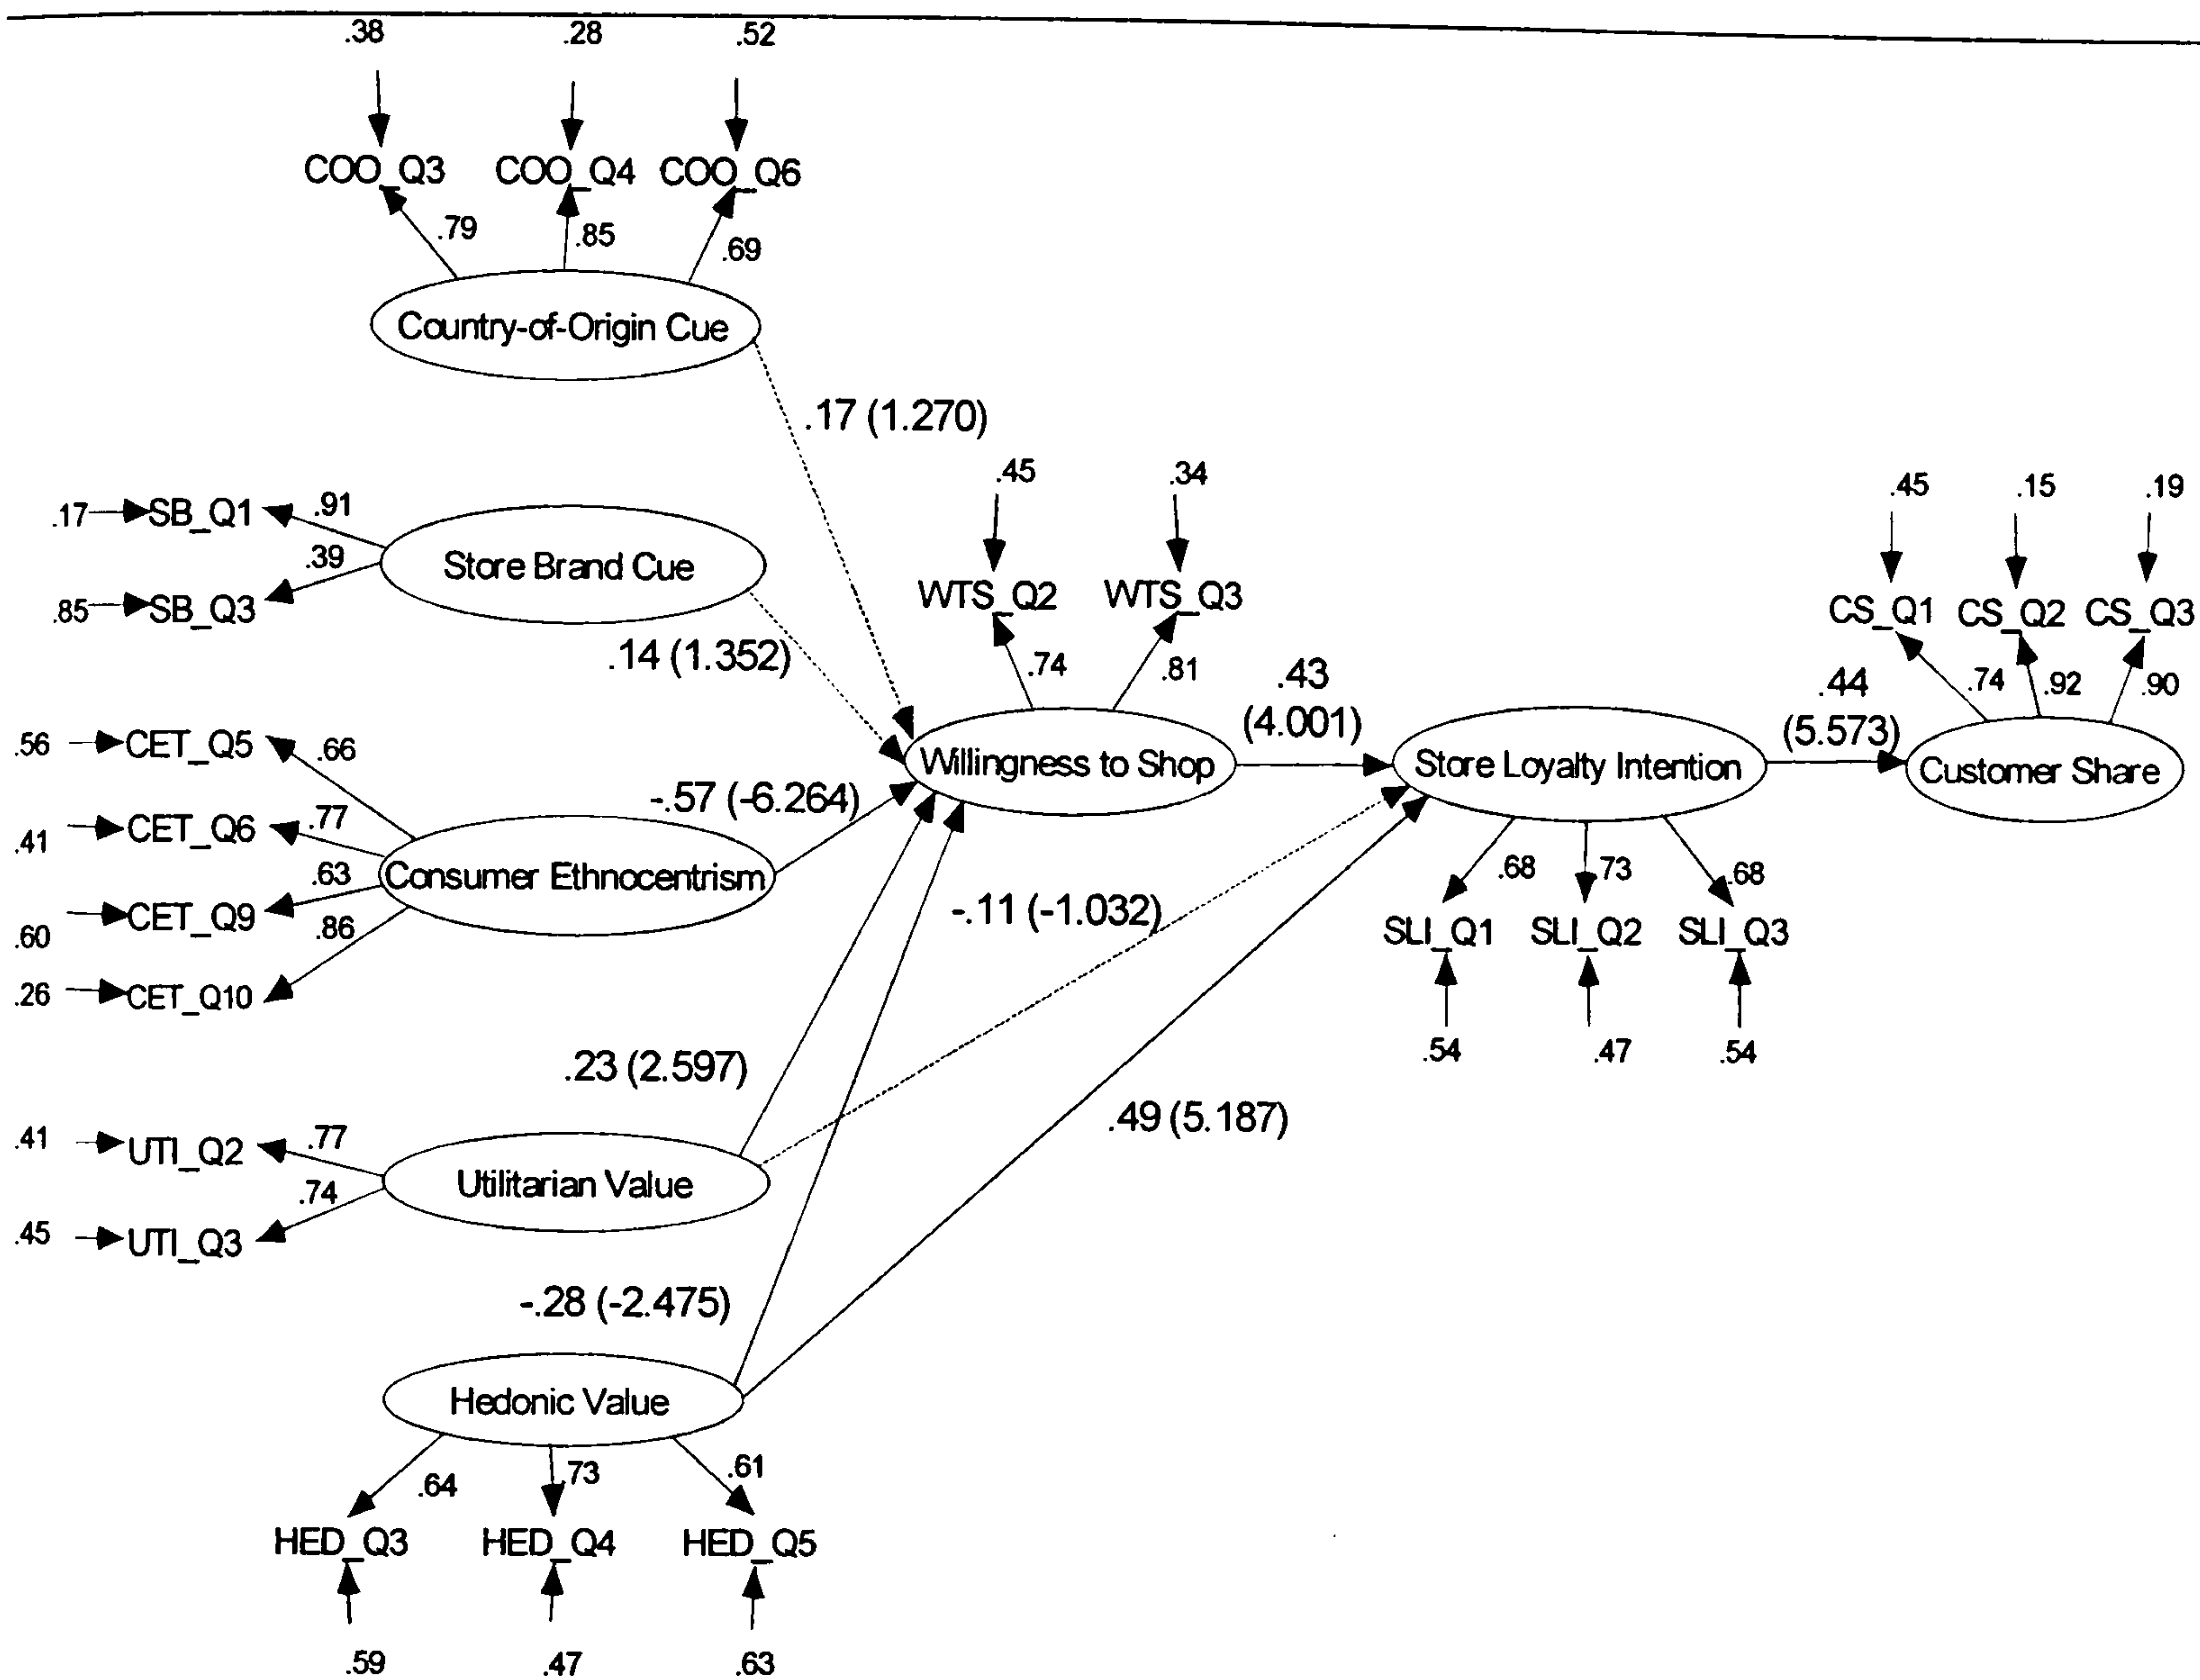 .38 .28 .52
COO_Q3 COO_Q4 COO_Q6
.79 .85 .69
Country-of-Origin Cue
.17 (1.270)
.17 SB_Q1 .91
.39
.85 SB_Q3
Store Brand Cue
.14 (1.352)
.45 .34
WTS_Q2 WTS_Q3
.74 .81
Willingness to Shop
.43
(4.001)
.45 .15 .19
CS_Q1 CS_Q2 CS_Q3
.74 .92 .90
.44
(5.573)
Store Loyalty Intention
Customer Share
.56 CET_Q5 .66
.41 CET_Q6 .77
.60 CET_Q9 .63
.26 CET_Q10 .86
Consumer Ethnocentrism
-.57 (-6.264)
-.11 (-1.032)
.68 .73 .68
SLI_Q1 SLI_Q2 SLI_Q3
.54 .47 .54
.23 (2.597)
.49 (5.187)
.41 UTI_Q2 .77
.45 UTI_Q3 .74
Utilitarian Value
-.28 (-2.475)
Hedonic Value
.64 .73 .61
HED_Q3 HED_Q4 HED_Q5
.59 .47 .63